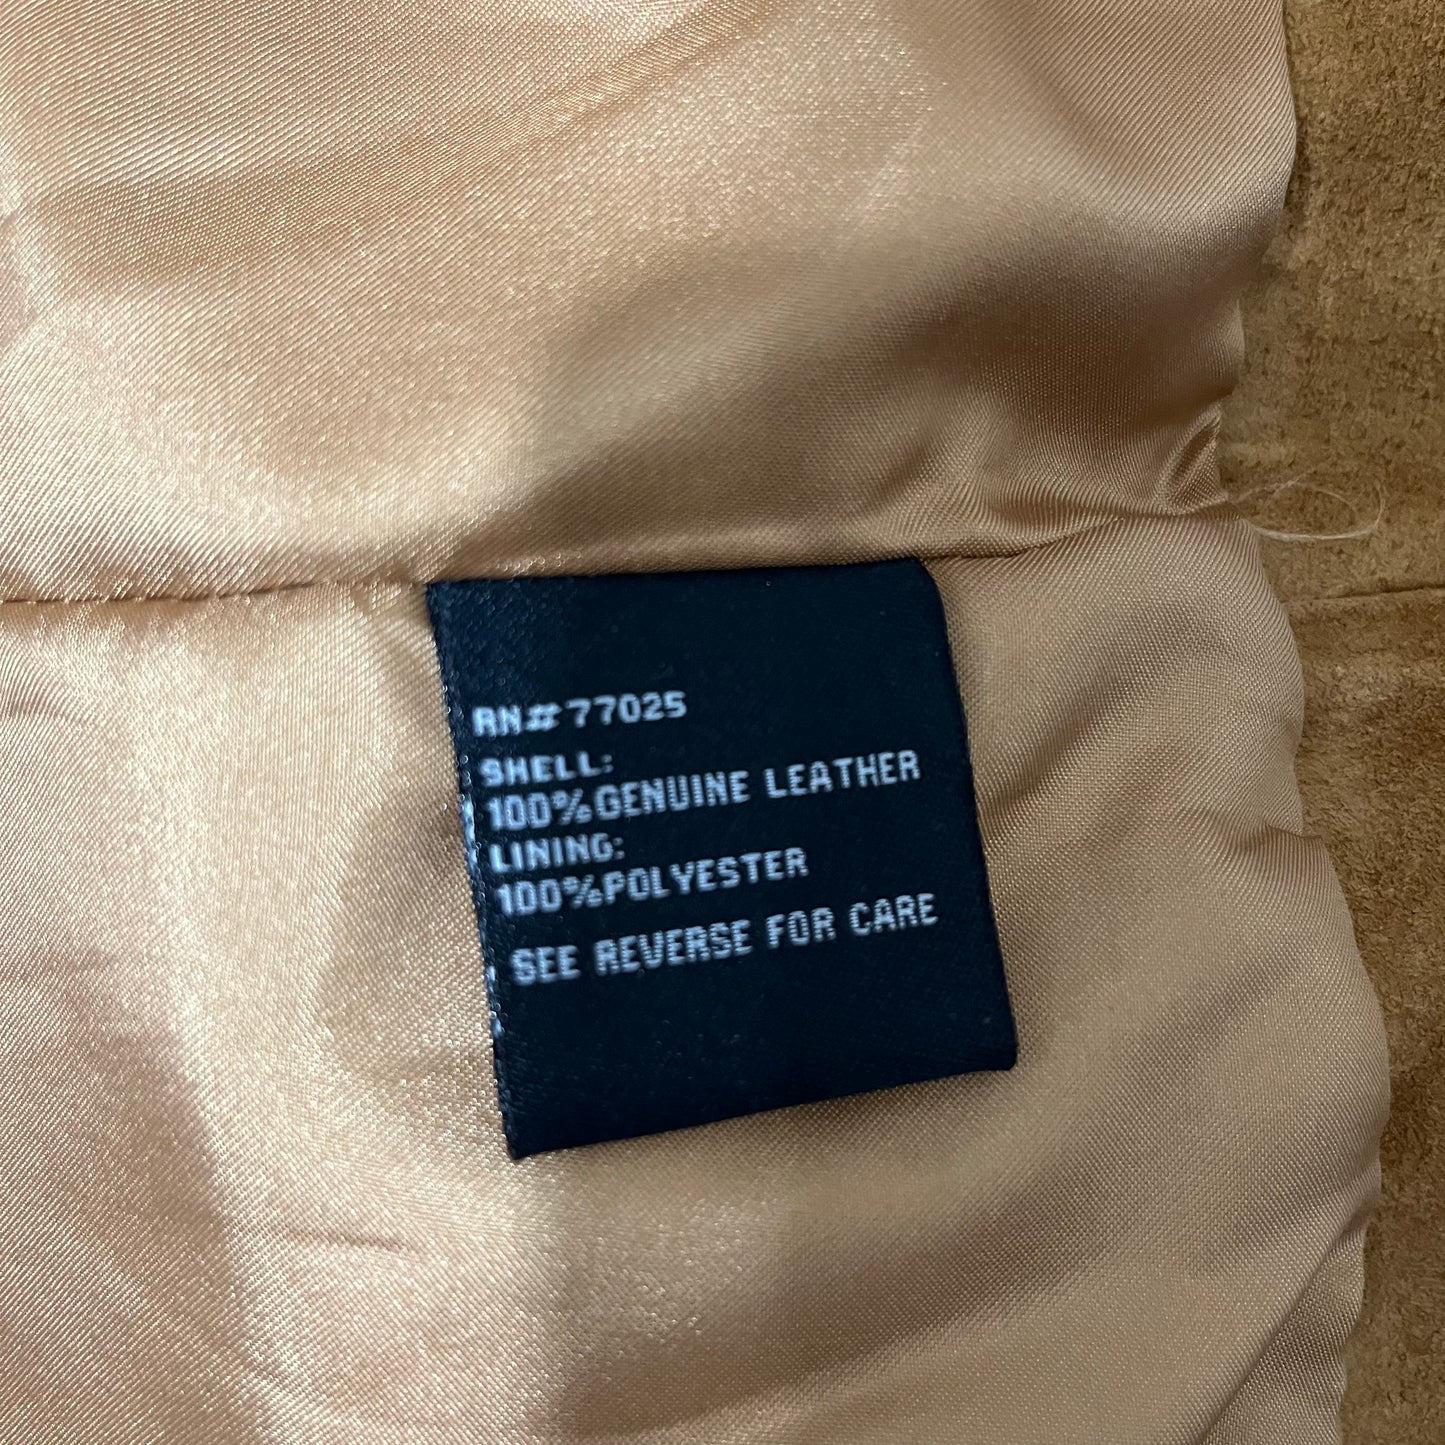 RN#77025
SHELL:
100%GENUINE LEATHER
LINING:
100%POLYESTER
SEE REVERSE FOR CARE